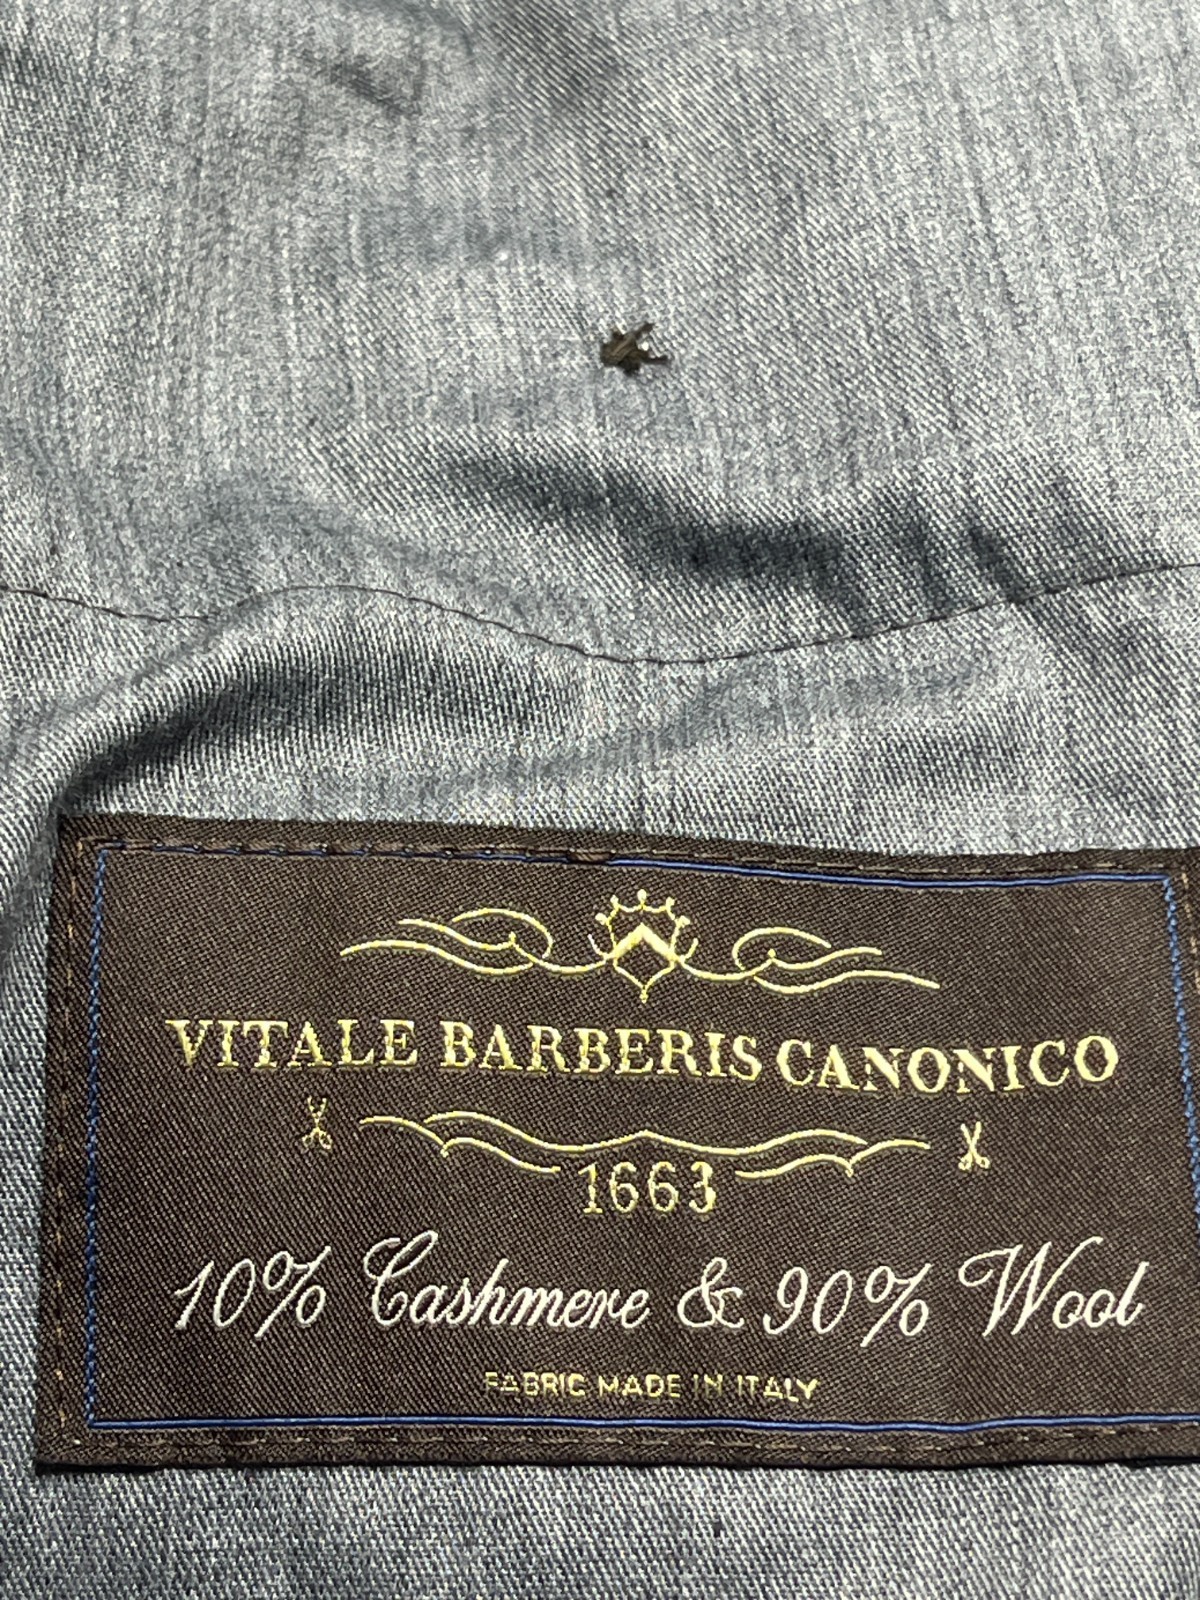 VITALE BARBERIS CANONICO
1663
10% Cashmere & 90% Wool
FABRIC MADE IN ITALY